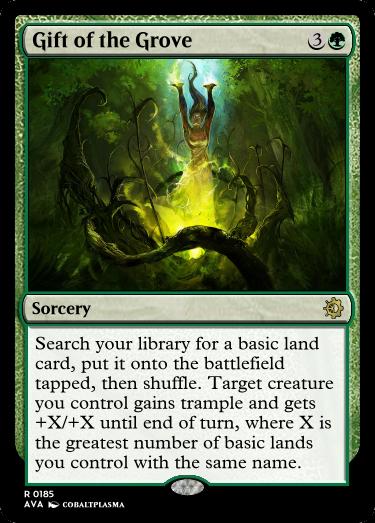 Gift of the Grove 3
Sorcery
Search your library for a basic land
card, put it onto the battlefield
tapped, then shuffle. Target creature
you control gains trample and gets
+X/+X until end of turn, where X is
the greatest number of basic lands
you control with the same name.
R 0185
AVA COBALTPLASMA